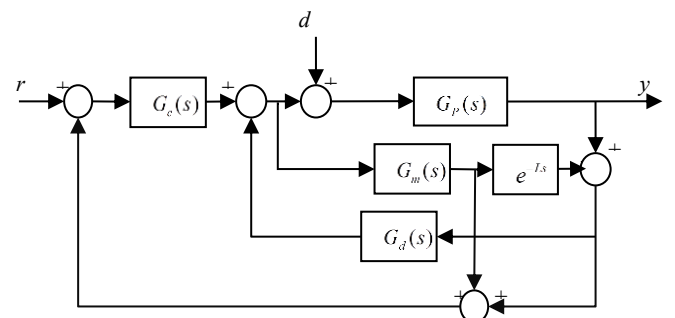 d
r
+
G_c(s)
+
+
G_P(s)
y
+
G_m(s)
e^{Ls}
G_d(s)
+
+